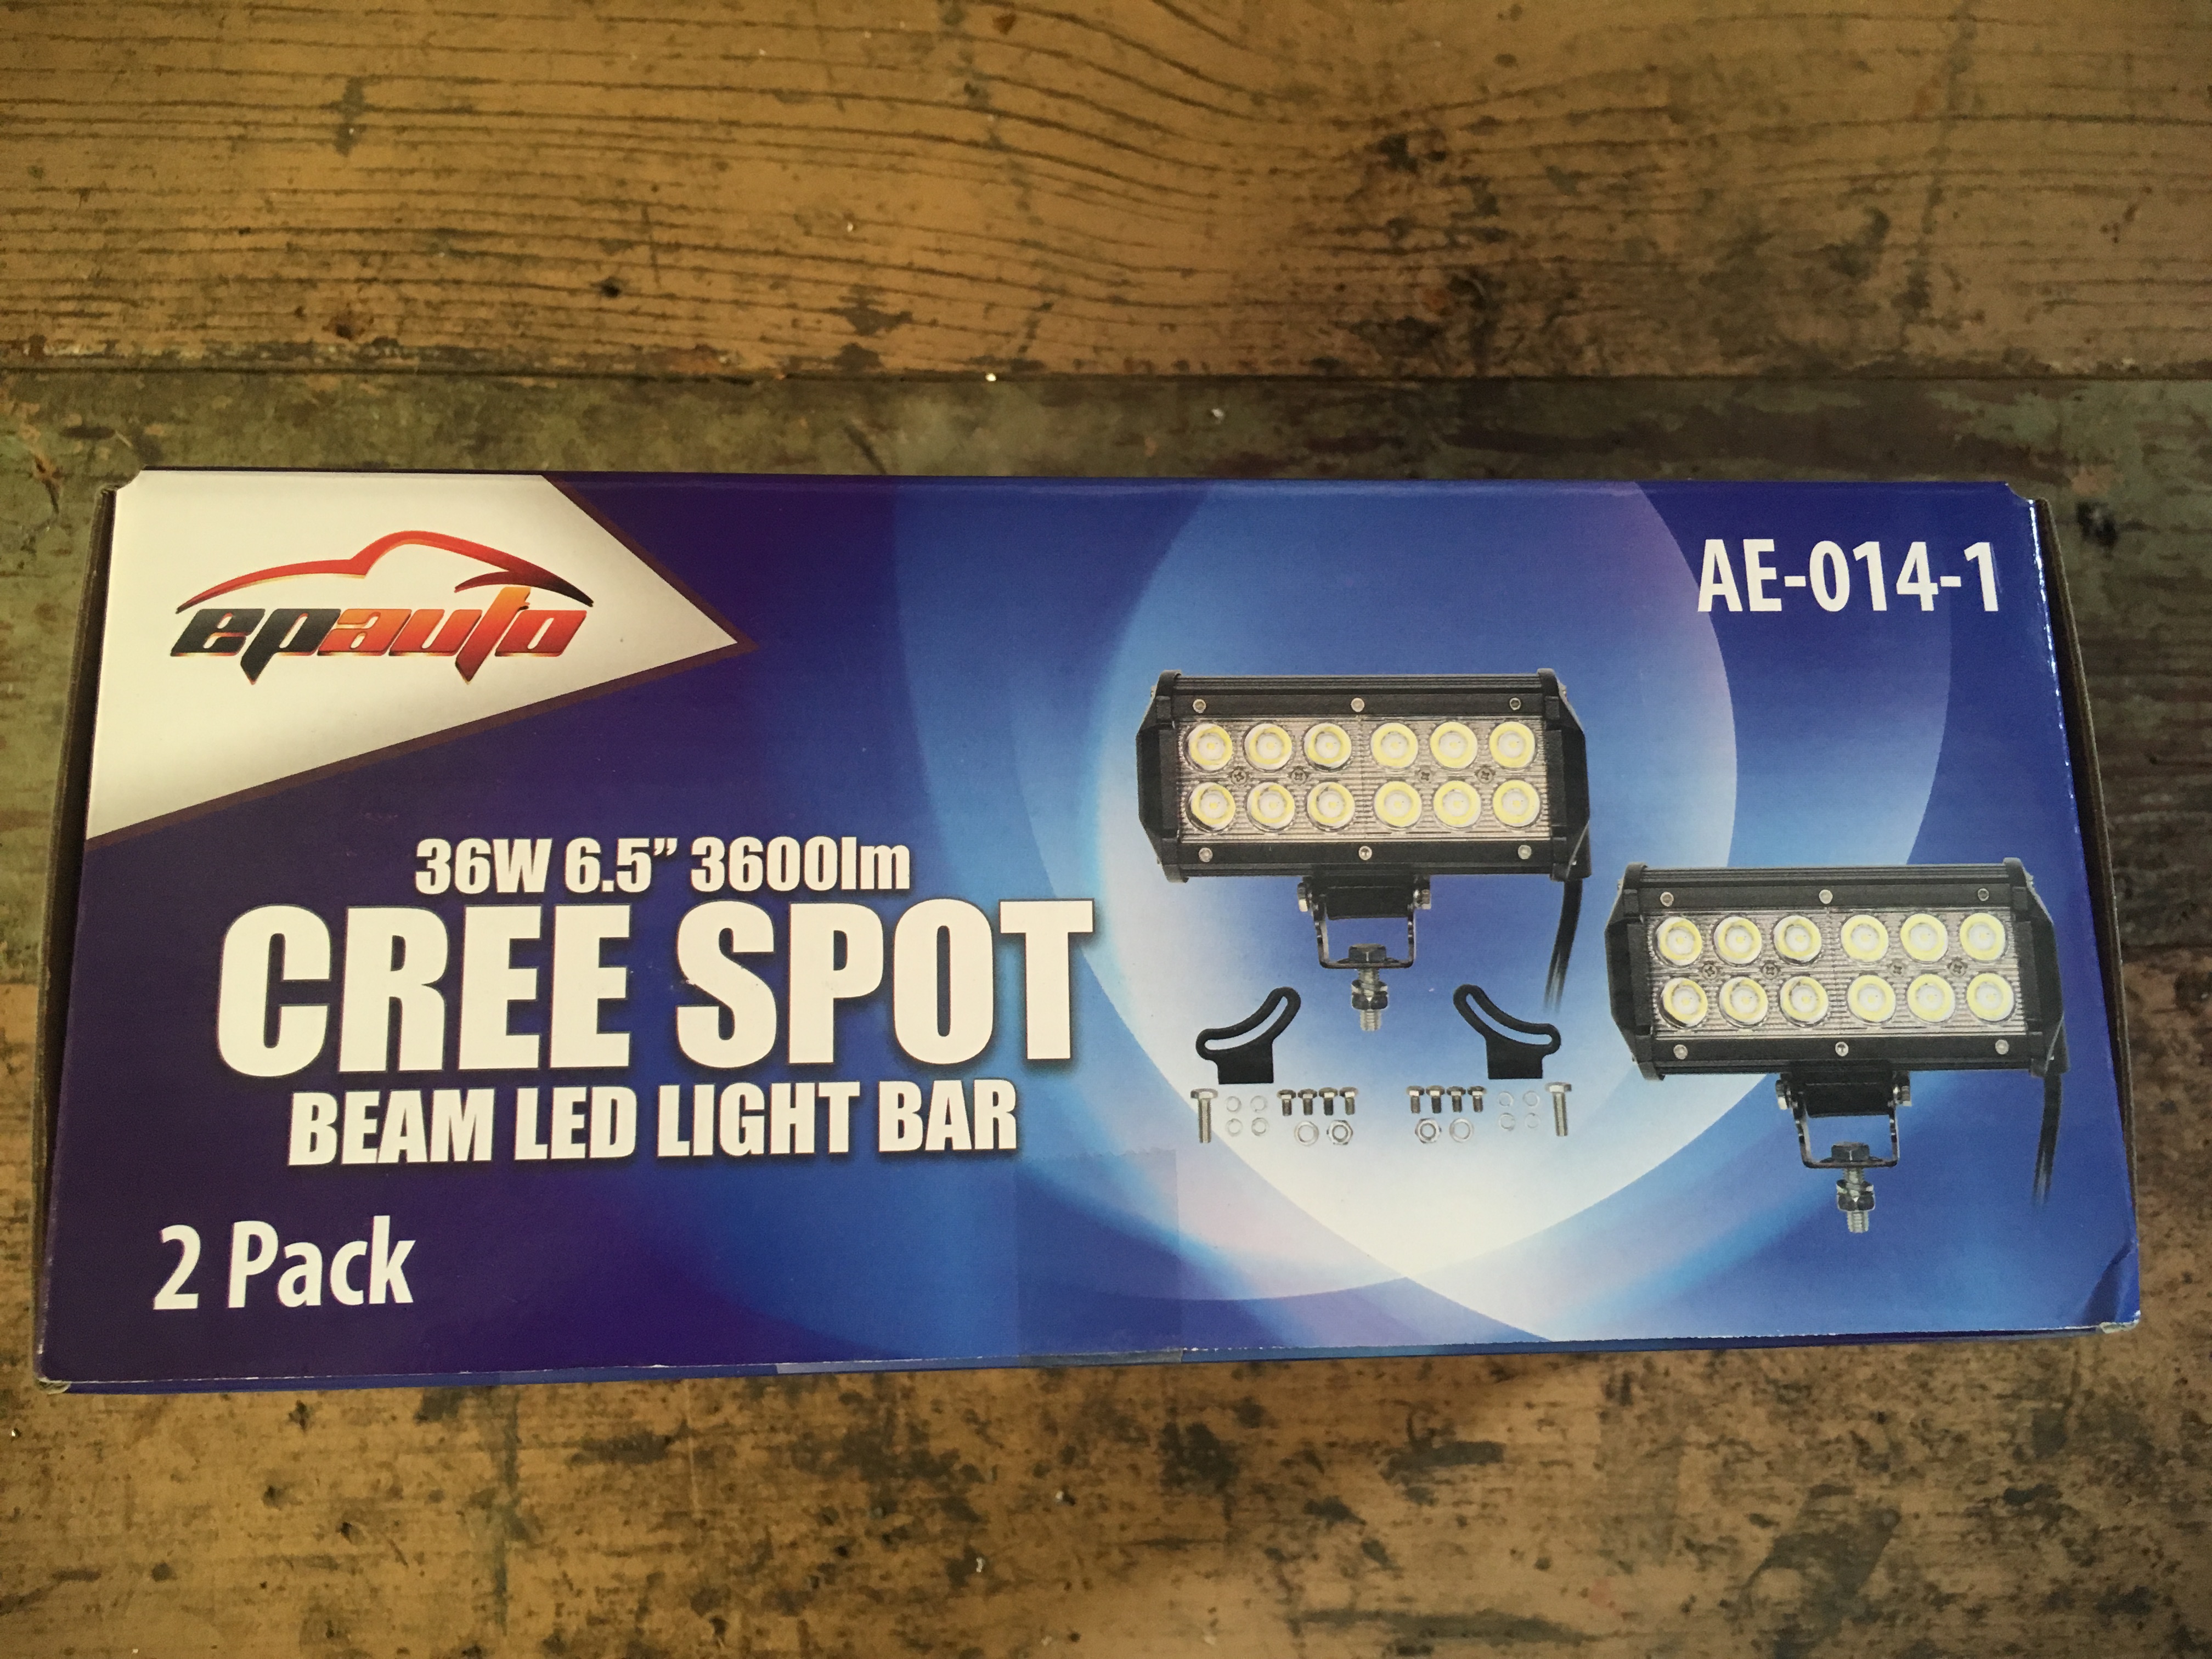 epauto
AE-014-1
36W 6.5” 3600lm
CREE SPOT
BEAM LED LIGHT BAR
2 Pack